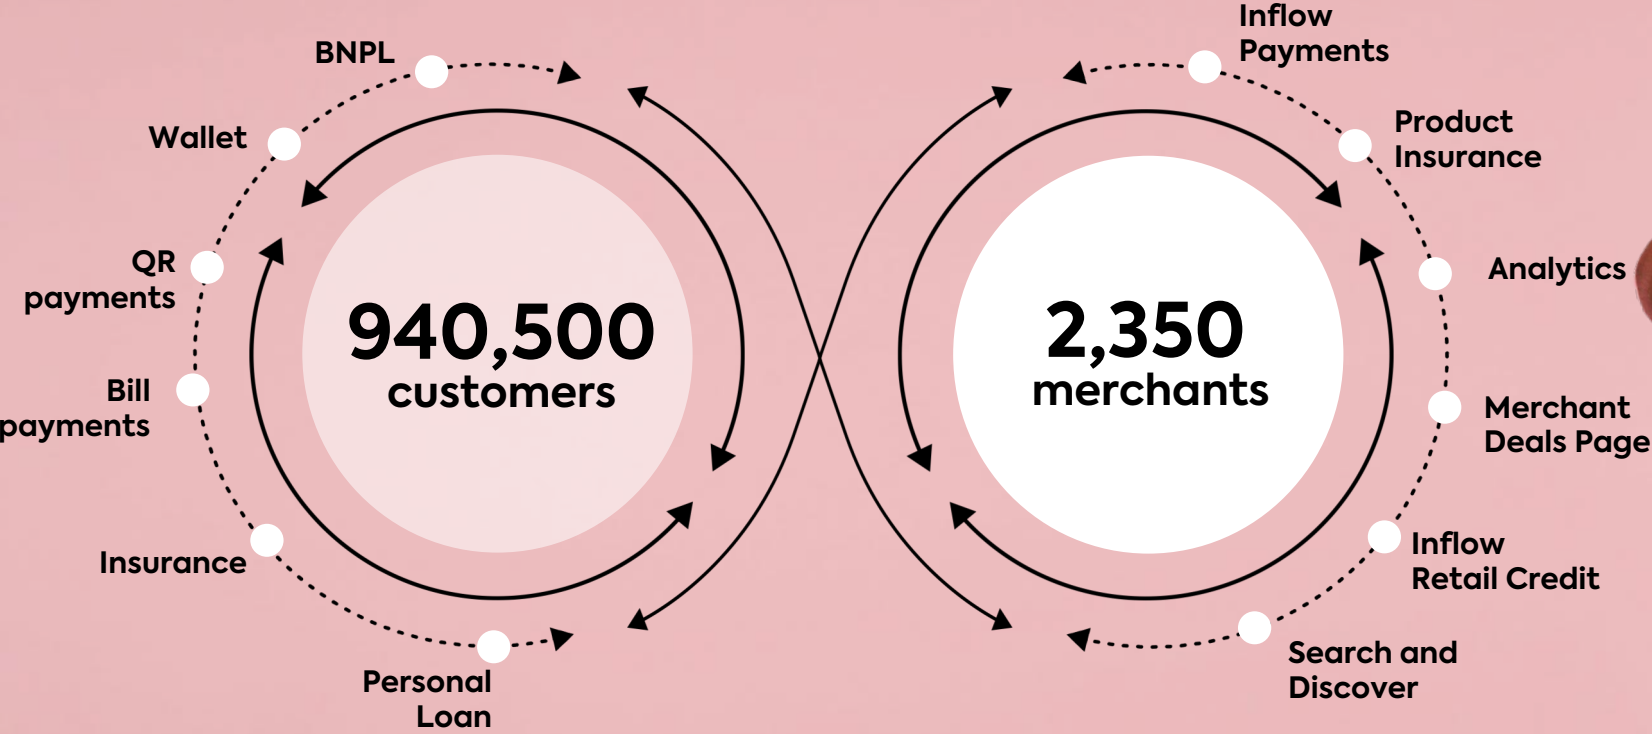 BNPL
Wallet
QR
payments
Bill
payments
Insurance
Personal
Loan
940,500
customers
2,350
merchants
Inflow
Payments
Product
Insurance
Analytics
Merchant
Deals Page
Inflow
Retail Credit
Search and
Discover